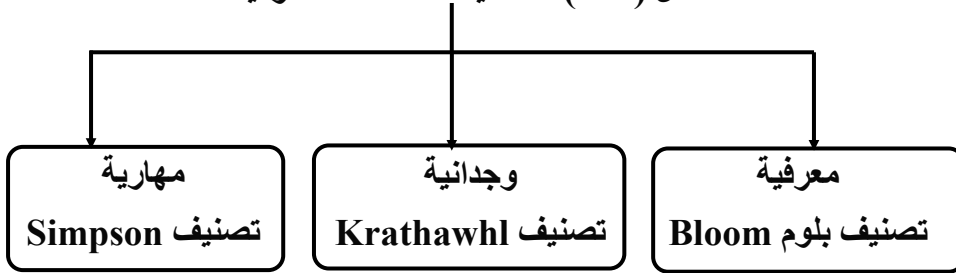 معرفية
تصنيف بلوم Bloom
وجدانية
تصنيف Krathawhl
مهارية
تصنيف Simpson